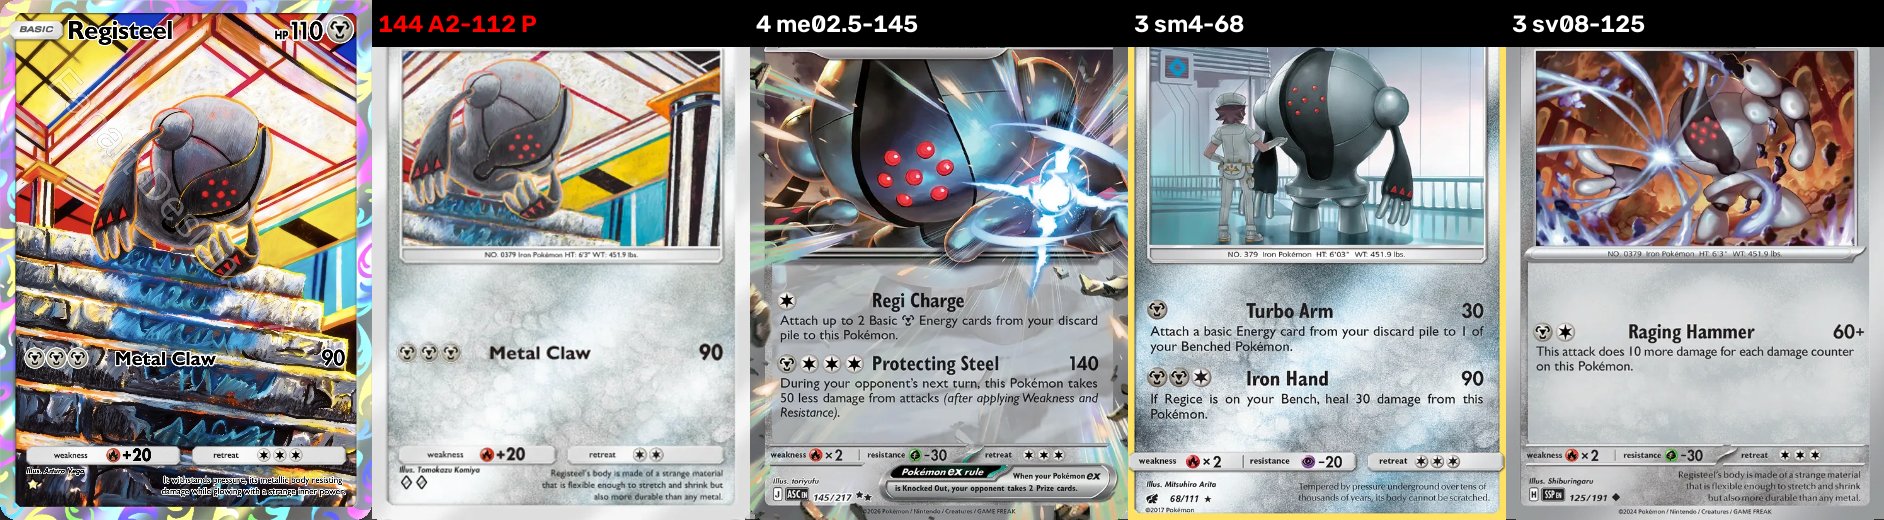 BASIC Registeel HP 110
Metal Claw 90
weakness +20 retreat
Illus. Asturo Yaga
It withstands pressure, its metallic body resisting
damage while glowing with a strange inner power.
144 A2-112 P
NO. 0379 Iron Pokémon HT: 6'3" WT: 451.9 lbs.
Metal Claw 90
weakness +20 retreat
Illus. Tomokazu Komiya
Registeel's body is made of a strange material
that is flexible enough to stretch and shrink but
also more durable than any metal.
4 me02.5-145
Regi Charge
Attach up to 2 Basic Energy cards from your discard
pile to this Pokémon.
Protecting Steel 140
During your opponent's next turn, this Pokémon takes
50 less damage from attacks (after applying Weakness and
Resistance).
weakness ×2 resistance -30 retreat
Illus. toriyufu
Pokémon ex rule When your Pokémon ex
is Knocked Out, your opponent takes 2 Prize cards.
J ASC EN 145/217
©2026 Pokémon / Nintendo / Creatures / GAME FREAK
3 sm4-68
NO. 379 Iron Pokémon HT: 6'03" WT: 451.9 lbs.
Turbo Arm 30
Attach a basic Energy card from your discard pile to 1 of
your Benched Pokémon.
Iron Hand 90
If Regice is on your Bench, heal 30 damage from this
Pokémon.
weakness ×2 resistance -20 retreat
Illus. Mitsuhiro Arita
68/111
Tempered by pressure underground over tens of
thousands of years, its body cannot be scratched.
©2017 Pokémon
3 sv08-125
NO. 0379 Iron Pokémon HT: 6'3" WT: 451.9 lbs.
Raging Hammer 60+
This attack does 10 more damage for each damage counter
on this Pokémon.
weakness ×2 resistance -30 retreat
Illus. Shiburingaru
H SSP EN 125/191
Registeel's body is made of a strange material
that is flexible enough to stretch and shrink
but also more durable than any metal.
©2024 Pokémon / Nintendo / Creatures / GAME FREAK